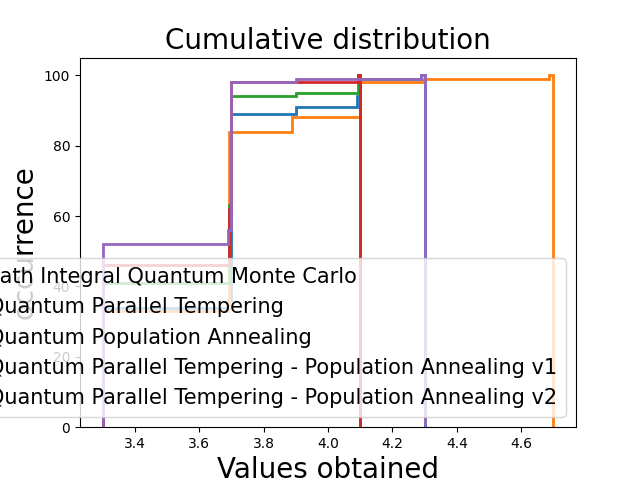 Cumulative distribution
100
80
60
40
20
0
occurrence
ath Integral Quantum Monte Carlo
Quantum Parallel Tempering
Quantum Population Annealing
Quantum Parallel Tempering - Population Annealing v1
Quantum Parallel Tempering - Population Annealing v2
3.4 3.6 3.8 4.0 4.2 4.4 4.6
Values obtained